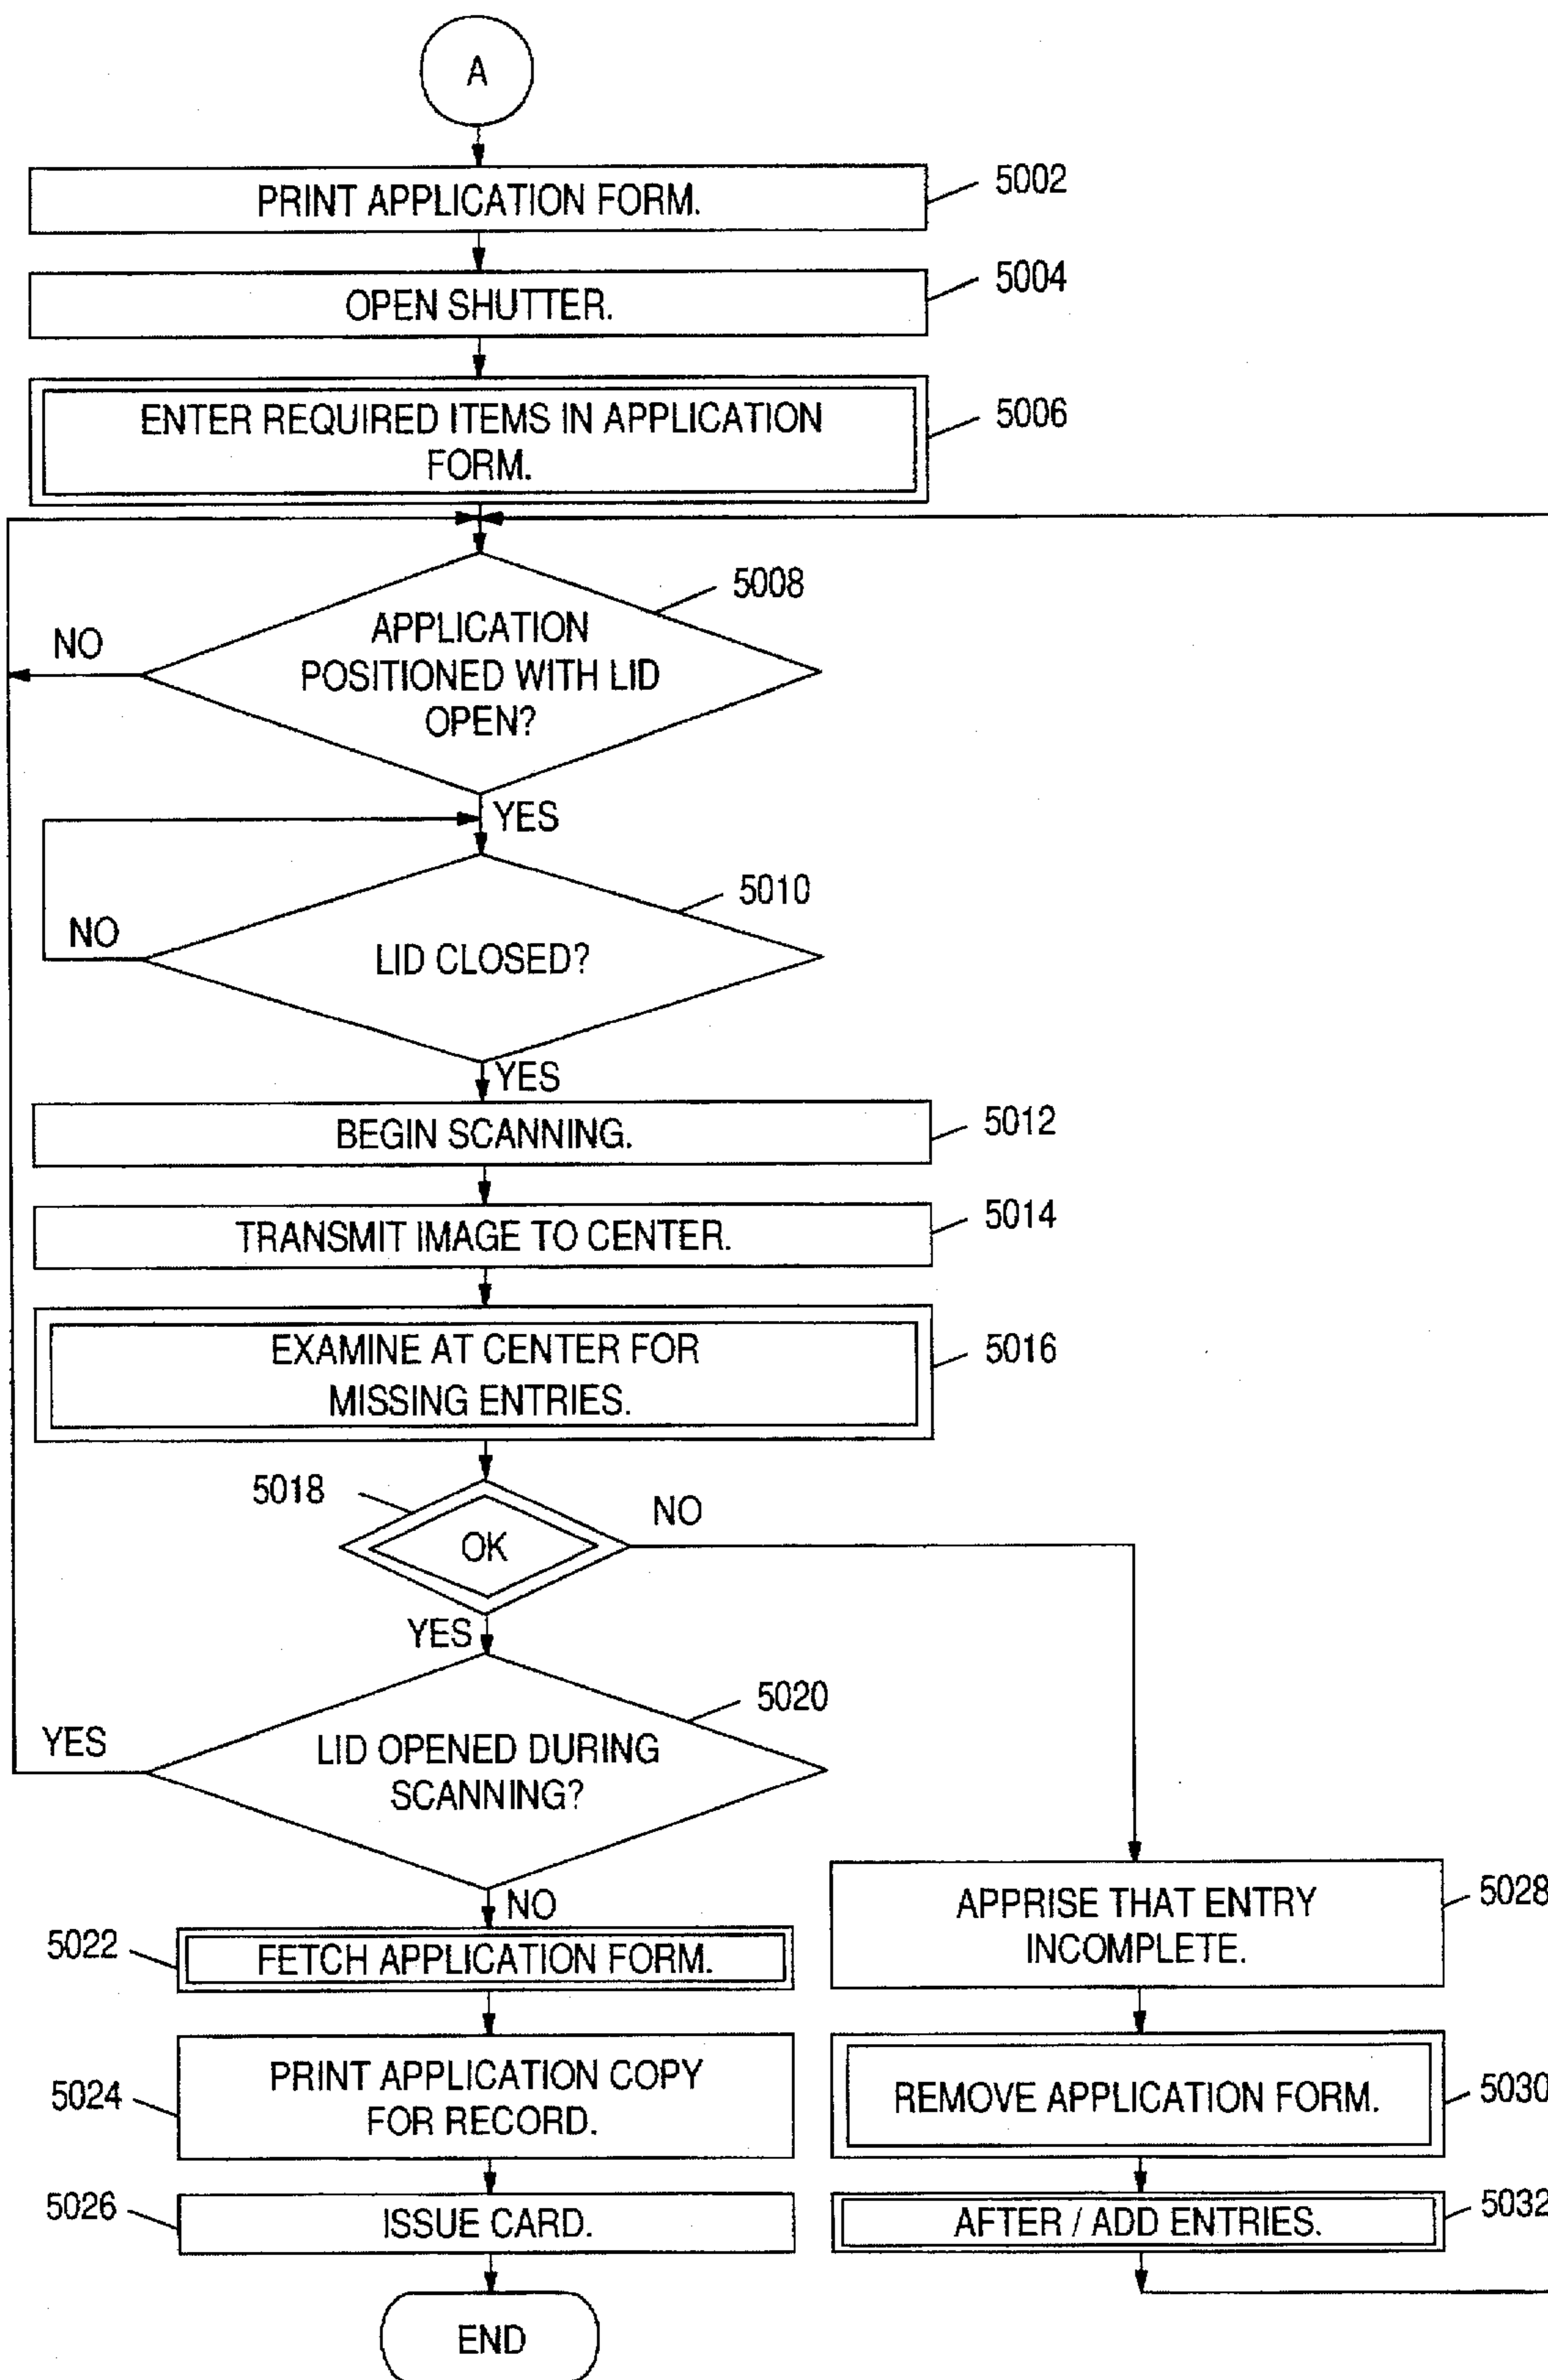 A
PRINT APPLICATION FORM.
5002
OPEN SHUTTER.
5004
ENTER REQUIRED ITEMS IN APPLICATION
FORM.
5006
5008
APPLICATION
POSITIONED WITH LID
OPEN?
NO
YES
5010
LID CLOSED?
NO
YES
BEGIN SCANNING.
5012
TRANSMIT IMAGE TO CENTER.
5014
EXAMINE AT CENTER FOR
MISSING ENTRIES.
5016
5018
OK
NO
YES
5020
LID OPENED DURING
SCANNING?
YES
NO
5022
FETCH APPLICATION FORM.
5024
PRINT APPLICATION COPY
FOR RECORD.
5026
ISSUE CARD.
END
APPRISE THAT ENTRY
INCOMPLETE.
5028
REMOVE APPLICATION FORM.
5030
AFTER / ADD ENTRIES.
5032